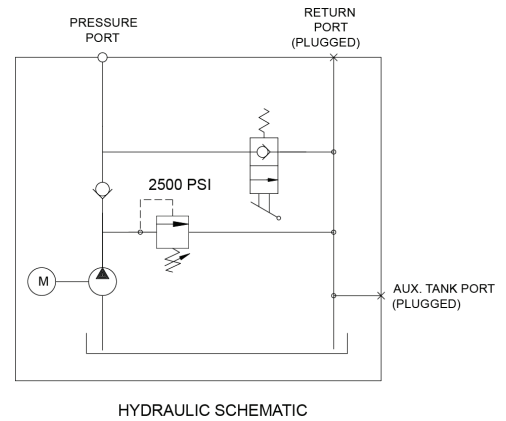 PRESSURE
PORT
RETURN
PORT
(PLUGGED)
2500 PSI
M
AUX. TANK PORT
(PLUGGED)
HYDRAULIC SCHEMATIC